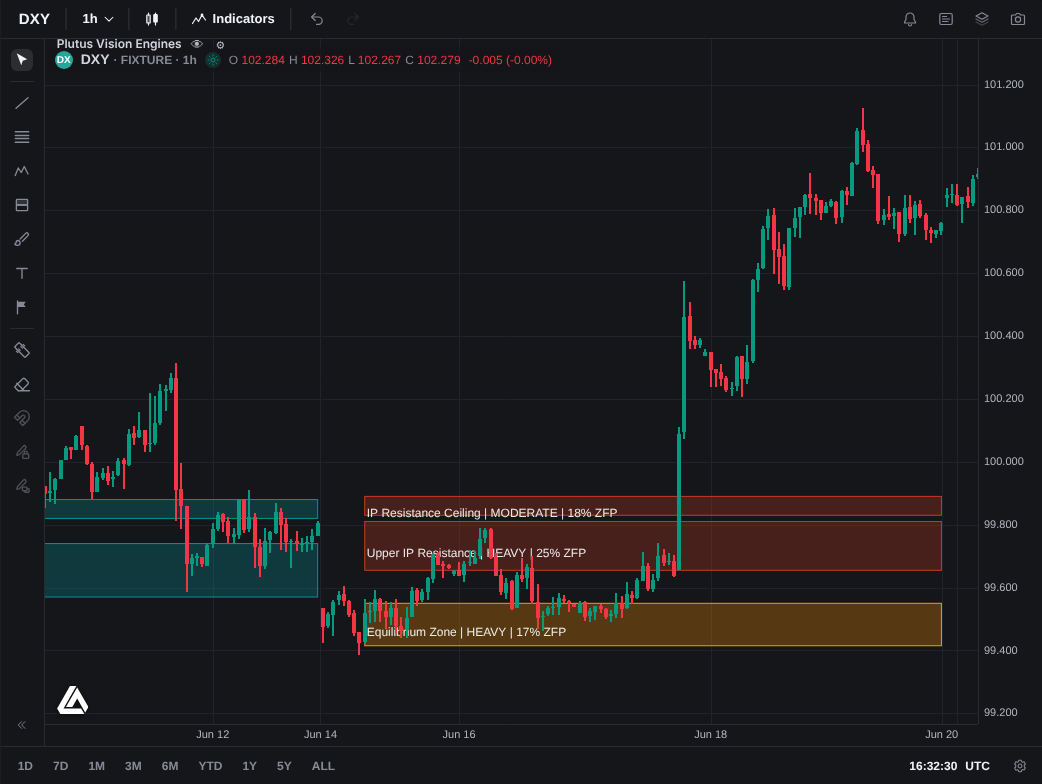 DXY 1h Indicators
Plutus Vision Engines
DX DXY · FIXTURE · 1h O 102.284 H 102.326 L 102.267 C 102.279 -0.005 (-0.00%)
101.200
101.000
100.800
100.600
100.400
100.200
100.000
99.800
99.600
99.400
99.200
IP Resistance Ceiling | MODERATE | 18% ZFP
Upper IP Resistance | HEAVY | 25% ZFP
Equilibrium Zone | HEAVY | 17% ZFP
Jun 12 Jun 14 Jun 16 Jun 18 Jun 20
1D 7D 1M 3M 6M YTD 1Y 5Y ALL 16:32:30 UTC